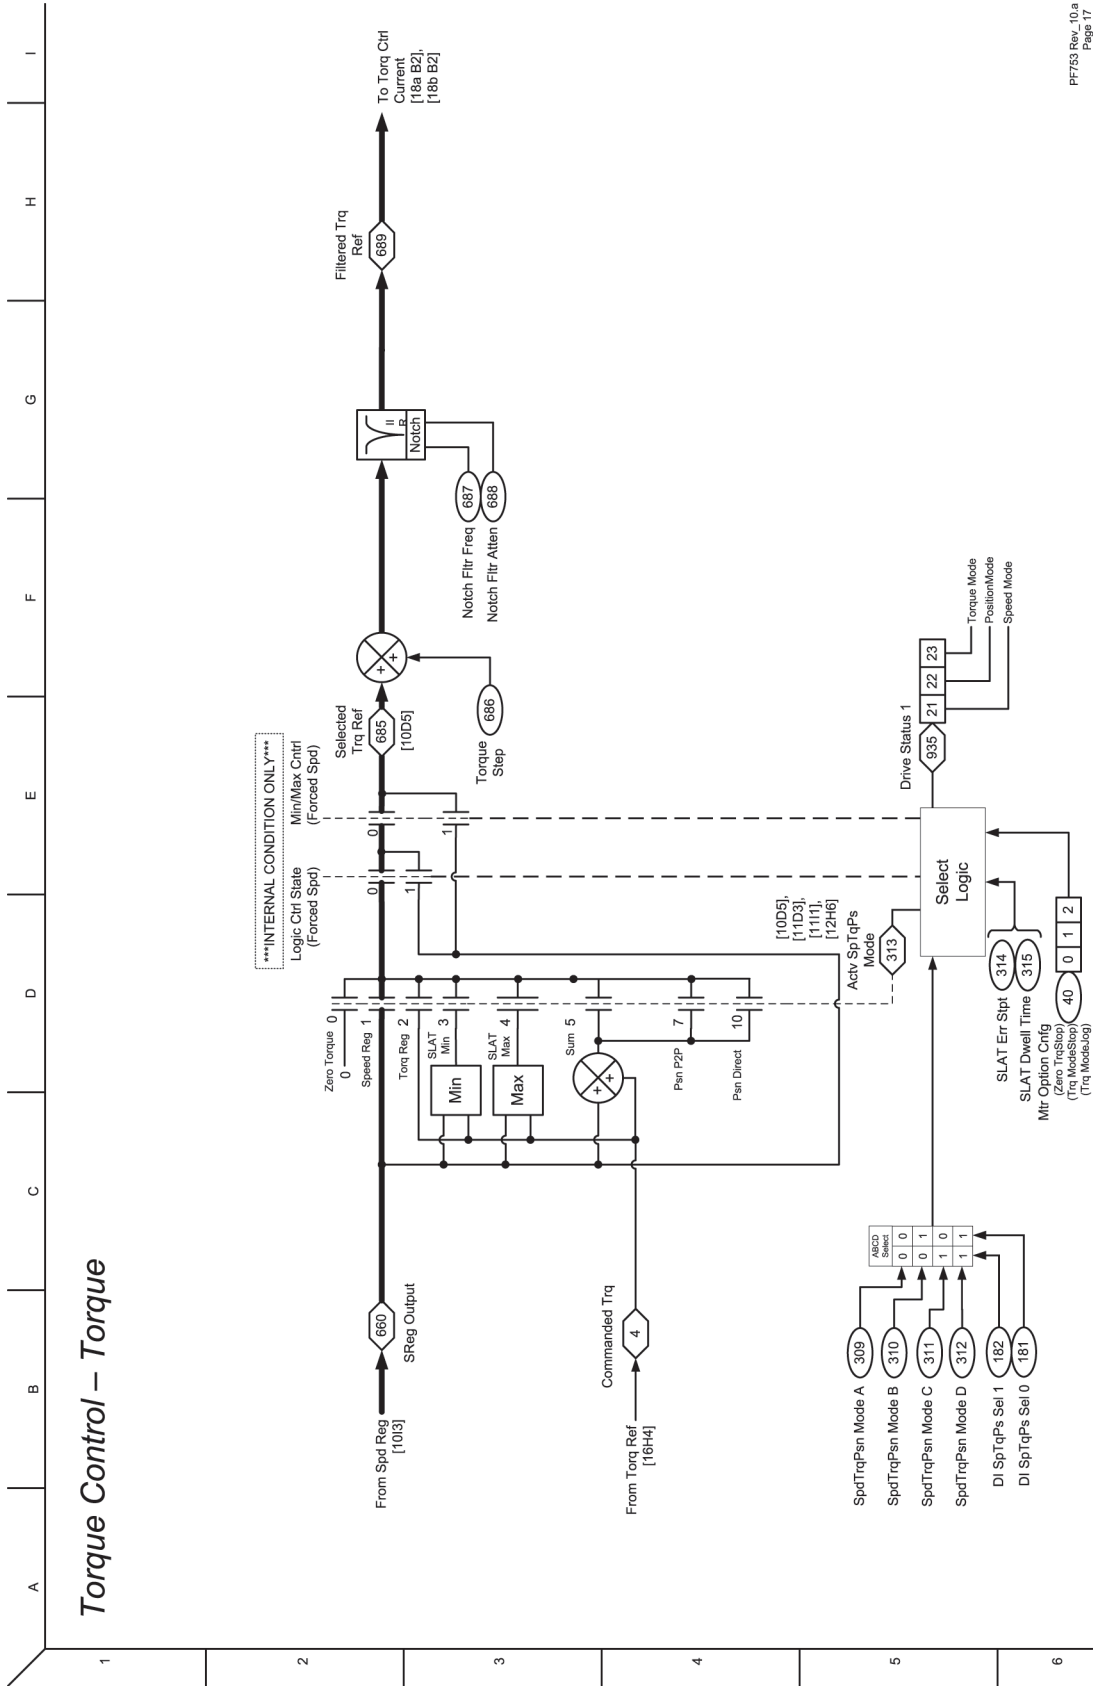 A
B
C
D
E
F
G
H
I
1
2
3
4
5
6
Torque Control – Torque
From Spd Reg
[10I3]
660
SReg Output
From Torq Ref
[16H4]
Commanded Trq
4
Zero Torque 0
0
Speed Reg 1
Torq Reg 2
SLAT
Min 3
Min
SLAT
Max 4
Max
Sum 5
+
+
Psn P2P
7
Psn Direct
10
***INTERNAL CONDITION ONLY***
Logic Ctrl State
(Forced Spd)
0
1
Min/Max Cntrl
(Forced Spd)
0
1
Selected
Trq Ref
685
[10D5]
+
+
Torque
Step
686
II
R
Notch
687
688
Notch Fltr Freq
Notch Fltr Atten
Filtered Trq
Ref
689
To Torq Ctrl
Current
[18a B2],
[18b B2]
SpdTrqPsn Mode A 309
SpdTrqPsn Mode B 310
SpdTrqPsn Mode C 311
SpdTrqPsn Mode D 312
DI SpTqPs Sel 1 182
DI SpTqPs Sel 0 181
ABCD
Select
0 0
0 1
1 0
1 1
[10D5],
[11D3],
[11I1],
[12H6]
Actv SpTqPs
Mode
313
Select
Logic
SLAT Err Stpt 314
SLAT Dwell Time 315
Mtr Option Cnfg
(Zero TrqStop)
(Trq ModeStop)
(Trq ModeJog)
40
0 1 2
Drive Status 1
935
21 22 23
Torque Mode
PositionMode
Speed Mode
PF753 Rev_10.a
Page 17